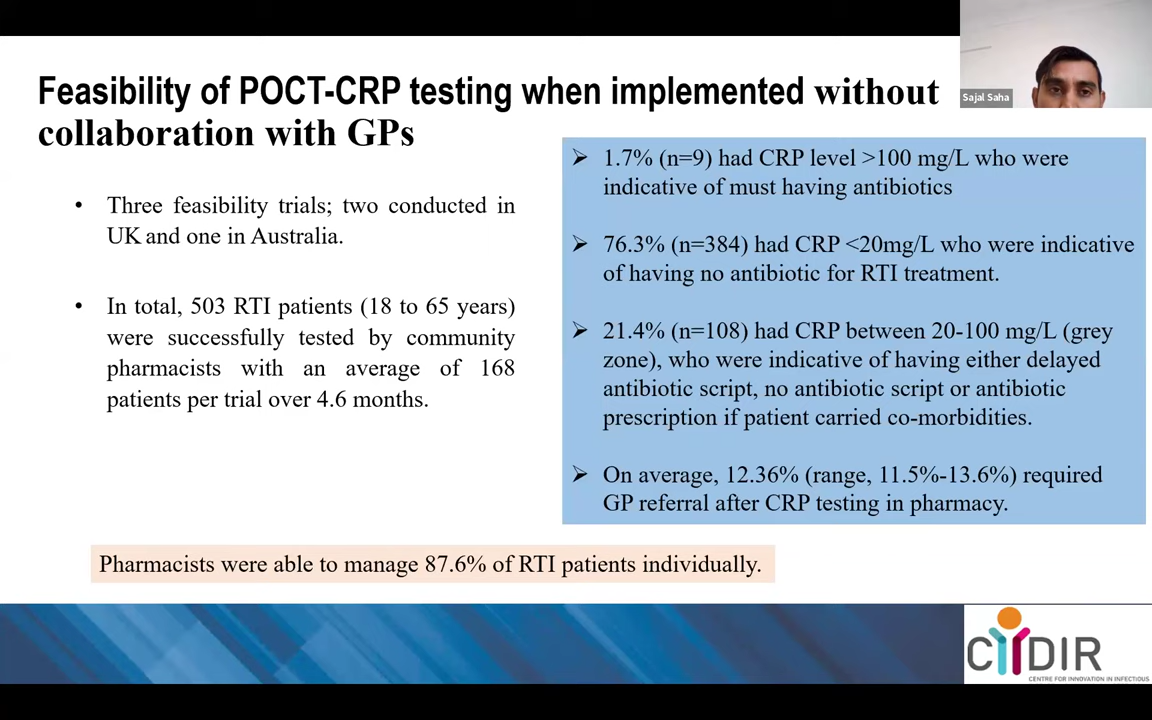 Feasibility of POCT-CRP testing when implemented without
collaboration with GPs
Sajal Saha
• Three feasibility trials; two conducted in
UK and one in Australia.
• In total, 503 RTI patients (18 to 65 years)
were successfully tested by community
pharmacists with an average of 168
patients per trial over 4.6 months.
➢ 1.7% (n=9) had CRP level >100 mg/L who were
indicative of must having antibiotics
➢ 76.3% (n=384) had CRP <20mg/L who were indicative
of having no antibiotic for RTI treatment.
➢ 21.4% (n=108) had CRP between 20-100 mg/L (grey
zone), who were indicative of having either delayed
antibiotic script, no antibiotic script or antibiotic
prescription if patient carried co-morbidities.
➢ On average, 12.36% (range, 11.5%-13.6%) required
GP referral after CRP testing in pharmacy.
Pharmacists were able to manage 87.6% of RTI patients individually.
CIIDIR
CENTRE FOR INNOVATION IN INFECTIOUS